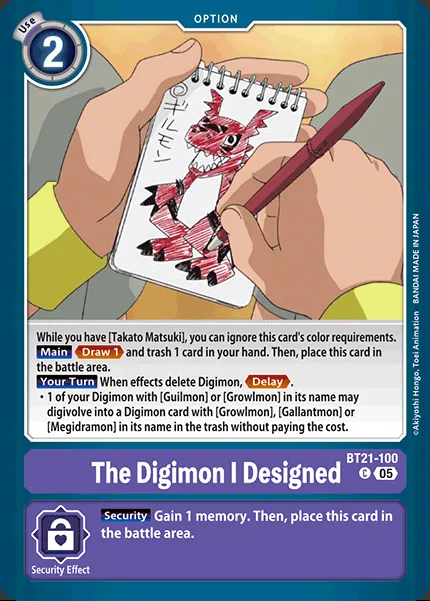 OPTION
Use
2
ギルモン
While you have [Takato Matsuki], you can ignore this card's color requirements.
Main Draw 1 and trash 1 card in your hand. Then, place this card in
the battle area.
Your Turn When effects delete Digimon, Delay.
・1 of your Digimon with [Guilmon] or [Growlmon] in its name may
digivolve into a Digimon card with [Growlmon], [Gallantmon] or
[Megidramon] in its name in the trash without paying the cost.
©Akiyoshi Hongo, Toei Animation BANDAI MADE IN JAPAN
BT21-100
The Digimon I Designed
C 05
Security Gain 1 memory. Then, place this card in
the battle area.
Security Effect